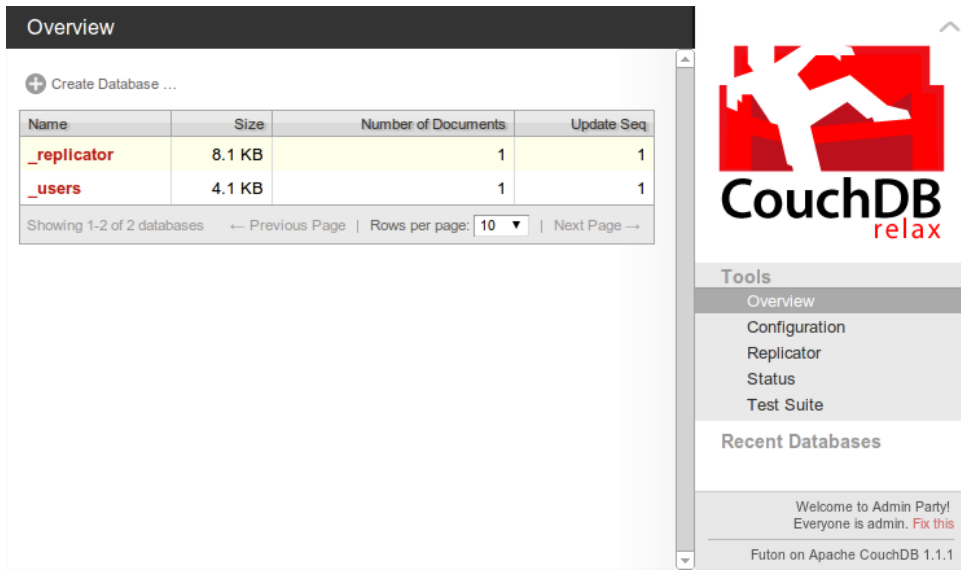 Overview
Create Database ...
Name Size Number of Documents Update Seq
_replicator 8.1 KB 1 1
_users 4.1 KB 1 1
Showing 1-2 of 2 databases ← Previous Page | Rows per page: 10 | Next Page →
CouchDB
relax
Tools
Overview
Configuration
Replicator
Status
Test Suite
Recent Databases
Welcome to Admin Party!
Everyone is admin. Fix this
Futon on Apache CouchDB 1.1.1